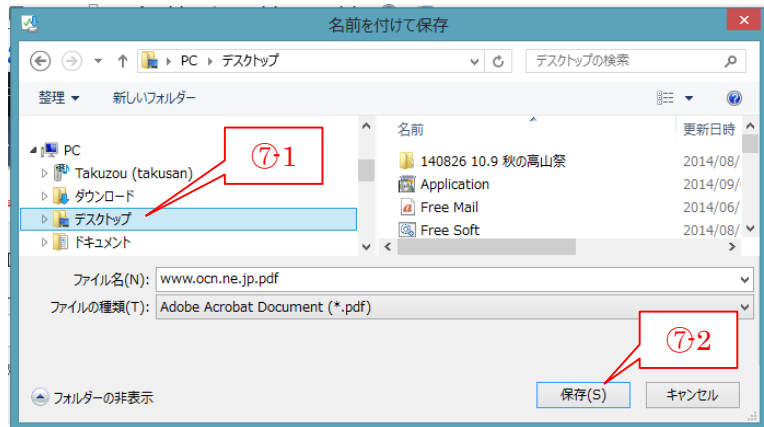 名前を付けて保存
PC ▸ デスクトップ
デスクトップの検索
整理 ▼ 新しいフォルダー
名前 更新日時
PC
Takuzou (takusan)
ダウンロード
デスクトップ
ドキュメント
⑦-1
140826 10.9 秋の高山祭 2014/08/
Application 2014/09/
Free Mail 2014/06/
Free Soft 2014/08/
ファイル名(N): www.ocn.ne.jp.pdf
ファイルの種類(T): Adobe Acrobat Document (*.pdf)
⑦-2
フォルダーの非表示
保存(S) キャンセル